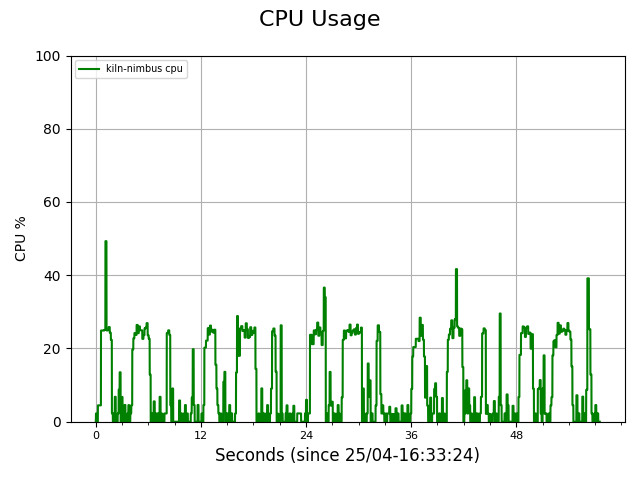 CPU Usage
100
kiln-nimbus cpu
80
60
CPU %
40
20
0
0 12 24 36 48
Seconds (since 25/04-16:33:24)